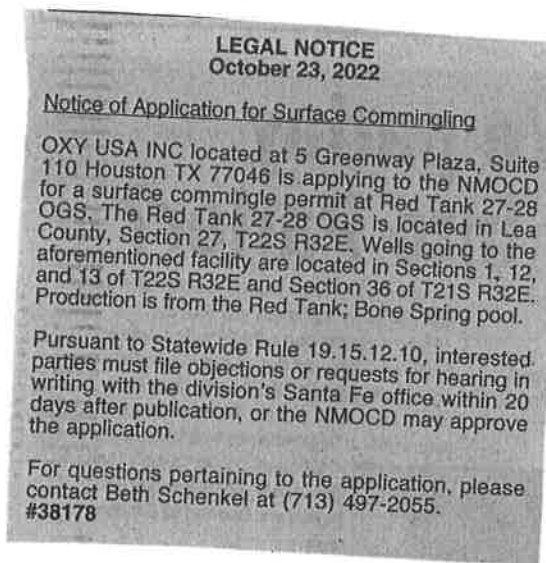 LEGAL NOTICE
October 23, 2022
Notice of Application for Surface Commingling
OXY USA INC located at 5 Greenway Plaza, Suite
110 Houston TX 77046 is applying to the NMOCD
for a surface commingle permit at Red Tank 27-28
OGS. The Red Tank 27-28 OGS is located in Lea
County, Section 27, T22S R32E. Wells going to the
aforementioned facility are located in Sections 1, 12,
and 13 of T22S R32E and Section 36 of T21S R32E.
Production is from the Red Tank; Bone Spring pool.
Pursuant to Statewide Rule 19.15.12.10, interested
parties must file objections or requests for hearing in
writing with the division's Santa Fe office within 20
days after publication, or the NMOCD may approve
the application.
For questions pertaining to the application, please
contact Beth Schenkel at (713) 497-2055.
#38178